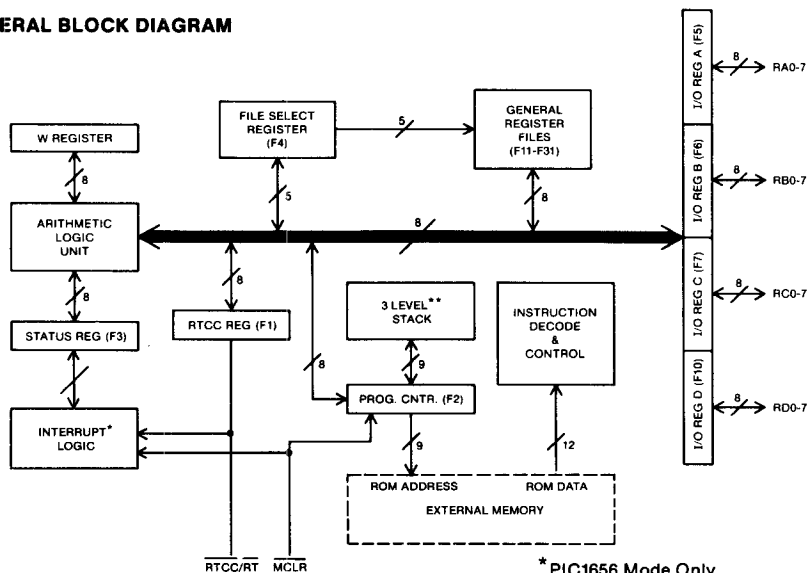 ERAL BLOCK DIAGRAM
W REGISTER
8
ARITHMETIC
LOGIC
UNIT
8
STATUS REG (F3)
INTERRUPT*
LOGIC
FILE SELECT
REGISTER
(F4)
5
5
GENERAL
REGISTER
FILES
(F11-F31)
8
8
8
RTCC REG (F1)
8
3 LEVEL**
STACK
9
PROG. CNTR. (F2)
9
INSTRUCTION
DECODE
&
CONTROL
12
ROM ADDRESS
ROM DATA
EXTERNAL MEMORY
RTCC/RT
MCLR
I/O REG A (F5)
8
RA0-7
I/O REG B (F6)
8
RB0-7
I/O REG C (F7)
8
RC0-7
I/O REG D (F10)
8
RD0-7
*PIC1656 Mode Only